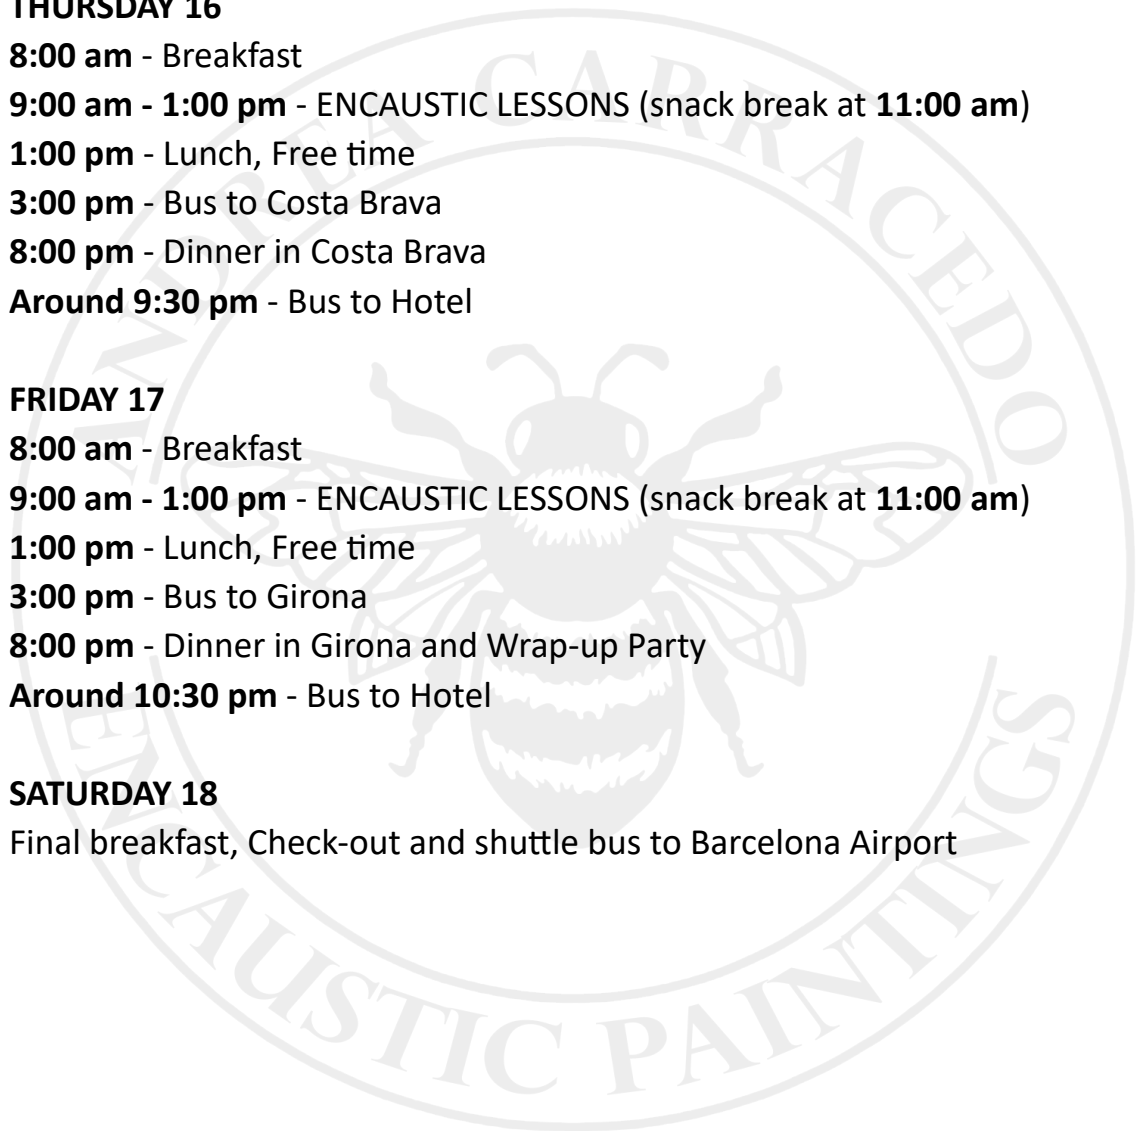 THURSDAY 16
8:00 am - Breakfast
9:00 am - 1:00 pm - ENCAUSTIC LESSONS (snack break at 11:00 am)
1:00 pm - Lunch, Free time
3:00 pm - Bus to Costa Brava
8:00 pm - Dinner in Costa Brava
Around 9:30 pm - Bus to Hotel
FRIDAY 17
8:00 am - Breakfast
9:00 am - 1:00 pm - ENCAUSTIC LESSONS (snack break at 11:00 am)
1:00 pm - Lunch, Free time
3:00 pm - Bus to Girona
8:00 pm - Dinner in Girona and Wrap-up Party
Around 10:30 pm - Bus to Hotel
SATURDAY 18
Final breakfast, Check-out and shuttle bus to Barcelona Airport
ANDREA CARRACEDO
ENCAUSTIC PAINTINGS